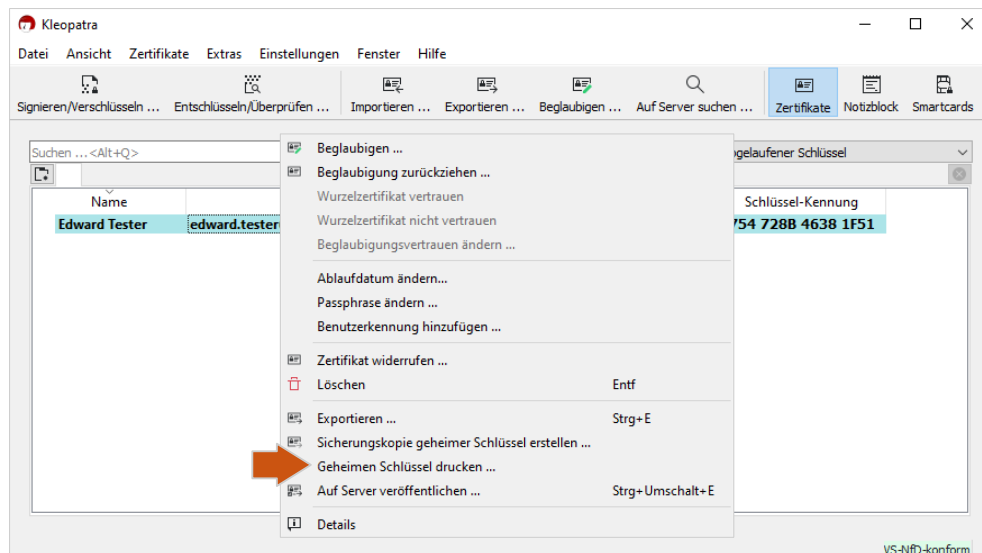 Kleopatra
Datei Ansicht Zertifikate Extras Einstellungen Fenster Hilfe
Signieren/Verschlüsseln ... Entschlüsseln/Überprüfen ... Importieren ... Exportieren ... Beglaubigen ... Auf Server suchen ... Zertifikate Notizblock Smartcards
Suchen ...<Alt+Q> Schlüssel
Name Schlüssel-Kennung
Edward Tester edward.tester 728B 4638 1F51
Beglaubigen ...
Beglaubigung zurückziehen ...
Wurzelzertifikat vertrauen
Wurzelzertifikat nicht vertrauen
Beglaubigungsvertrauen ändern ...
Ablaufdatum ändern...
Passphrase ändern ...
Benutzerkennung hinzufügen ...
Zertifikat widerrufen ...
Löschen Entf
Exportieren ... Strg+E
Sicherungskopie geheimer Schlüssel erstellen ...
Geheimen Schlüssel drucken ...
Auf Server veröffentlichen ... Strg+Umschalt+E
Details
VS-NfD-konform